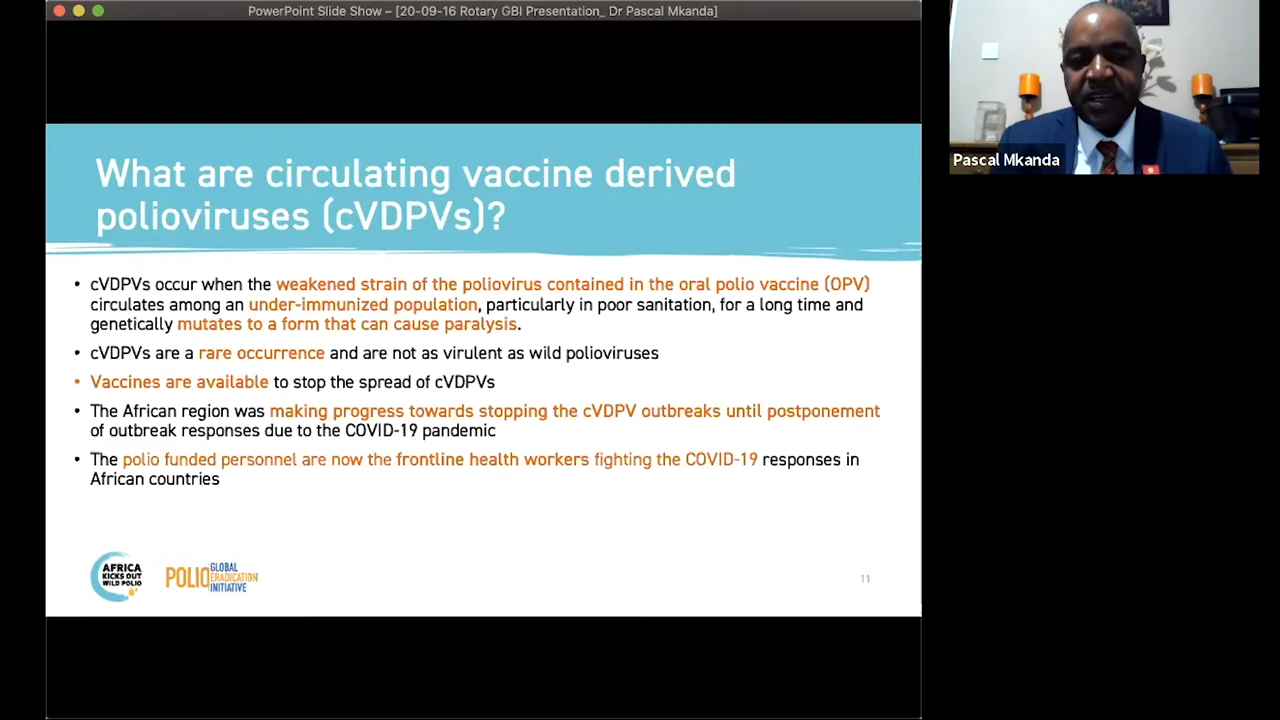 PowerPoint Slide Show – [20-09-16 Rotary GBI Presentation_ Dr Pascal Mkanda]
Pascal Mkanda
What are circulating vaccine derived
polioviruses (cVDPVs)?
• cVDPVs occur when the weakened strain of the poliovirus contained in the oral polio vaccine (OPV)
circulates among an under-immunized population, particularly in poor sanitation, for a long time and
genetically mutates to a form that can cause paralysis.
• cVDPVs are a rare occurrence and are not as virulent as wild polioviruses
• Vaccines are available to stop the spread of cVDPVs
• The African region was making progress towards stopping the cVDPV outbreaks until postponement
of outbreak responses due to the COVID-19 pandemic
• The polio funded personnel are now the frontline health workers fighting the COVID-19 responses in
African countries
AFRICA
KICKS OUT
WILD POLIO
POLIO
GLOBAL
ERADICATION
INITIATIVE
11